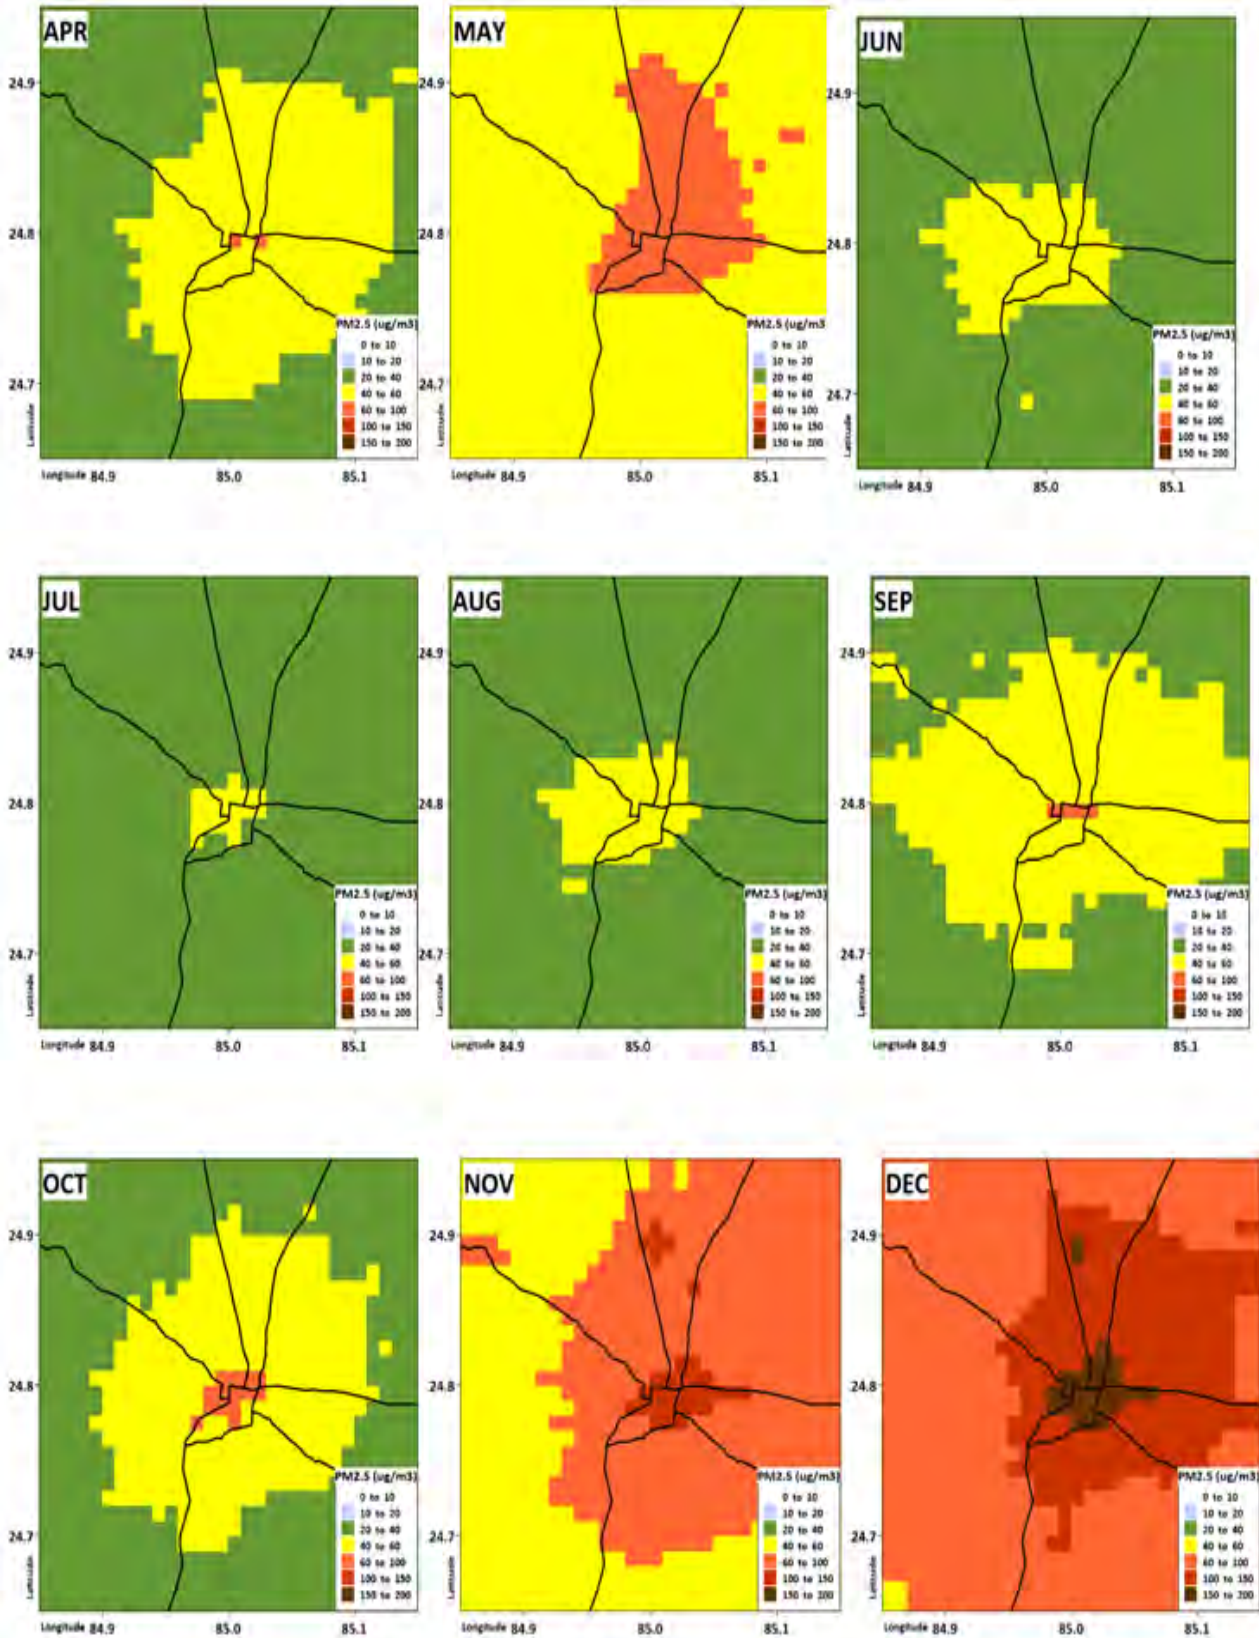 APR
MAY
JUN
24.9
24.8
24.7
Latitude
PM2.5 (ug/m3)
0 to 10
10 to 20
20 to 40
40 to 60
60 to 100
100 to 150
150 to 200
Longitude 84.9 85.0 85.1
24.9
24.8
24.7
Latitude
PM2.5 (ug/m3)
0 to 10
10 to 20
20 to 40
40 to 60
60 to 100
100 to 150
150 to 200
Longitude 84.9 85.0 85.1
24.9
24.8
24.7
Latitude
PM2.5 (ug/m3)
0 to 10
10 to 20
20 to 40
40 to 60
60 to 100
100 to 150
150 to 200
Longitude 84.9 85.0 85.1
JUL
AUG
SEP
24.9
24.8
24.7
Latitude
PM2.5 (ug/m3)
0 to 10
10 to 20
20 to 40
40 to 60
60 to 100
100 to 150
150 to 200
Longitude 84.9 85.0 85.1
24.9
24.8
24.7
Latitude
PM2.5 (ug/m3)
0 to 10
10 to 20
20 to 40
40 to 60
60 to 100
100 to 150
150 to 200
Longitude 84.9 85.0 85.1
24.9
24.8
24.7
Latitude
PM2.5 (ug/m3)
0 to 10
10 to 20
20 to 40
40 to 60
60 to 100
100 to 150
150 to 200
Longitude 84.9 85.0 85.1
OCT
NOV
DEC
24.9
24.8
24.7
Latitude
PM2.5 (ug/m3)
0 to 10
10 to 20
20 to 40
40 to 60
60 to 100
100 to 150
150 to 200
Longitude 84.9 85.0 85.1
24.9
24.8
24.7
Latitude
PM2.5 (ug/m3)
0 to 10
10 to 20
20 to 40
40 to 60
60 to 100
100 to 150
150 to 200
Longitude 84.9 85.0 85.1
24.9
24.8
24.7
Latitude
PM2.5 (ug/m3)
0 to 10
10 to 20
20 to 40
40 to 60
60 to 100
100 to 150
150 to 200
Longitude 84.9 85.0 85.1